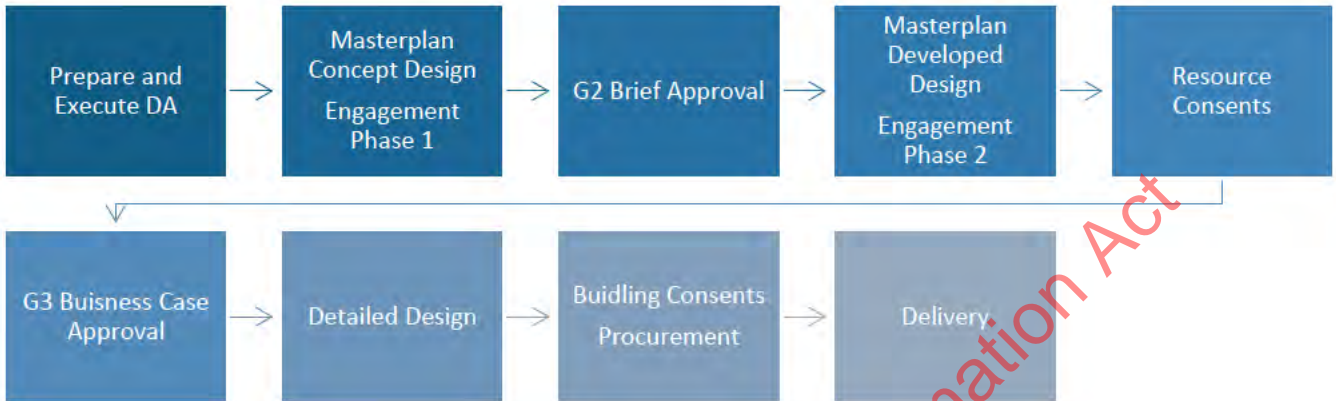 Prepare and
Execute DA
Masterplan
Concept Design
Engagement
Phase 1
G2 Brief Approval
Masterplan
Developed
Design
Engagement
Phase 2
Resource
Consents
G3 Buisness Case
Approval
Detailed Design
Buidling Consents
Procurement
Delivery
Act